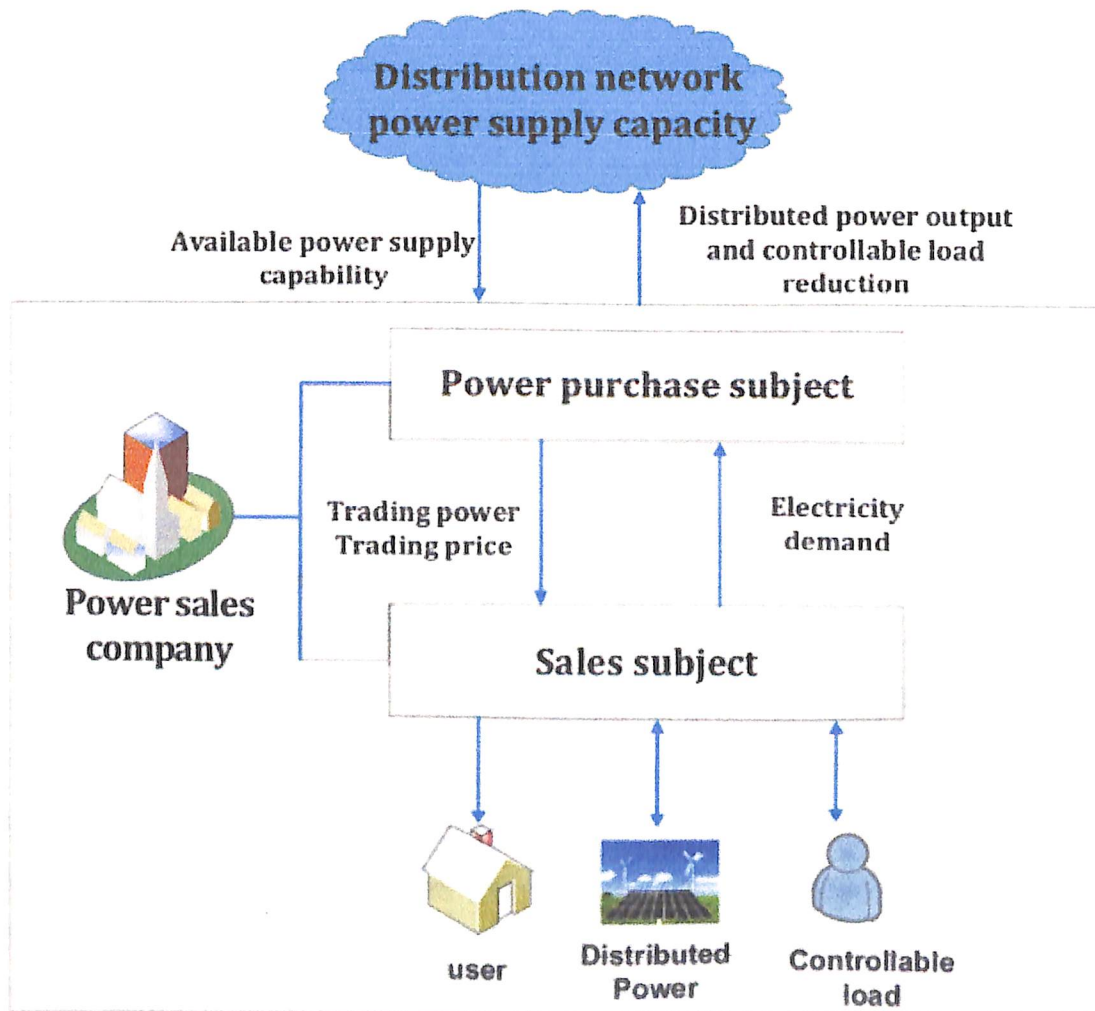 Distribution network
power supply capacity
Available power supply
capability
Distributed power output
and controllable load
reduction
Power purchase subject
Trading power
Trading price
Electricity
demand
Power sales
company
Sales subject
user
Distributed
Power
Controllable
load